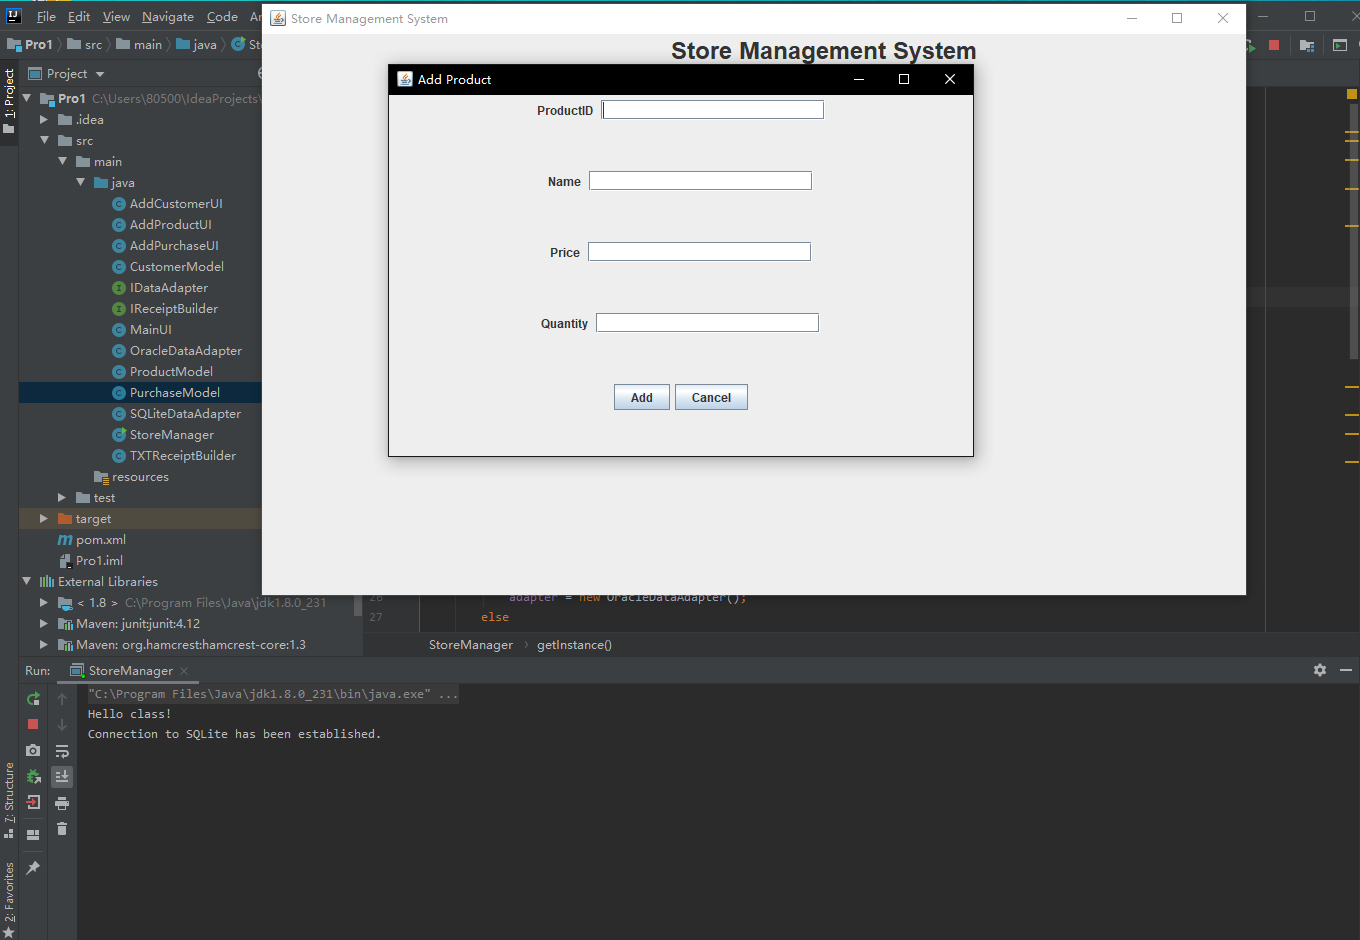 File Edit View Navigate Code
Store Management System
Pro1 src main java
Store Management System
1: Project
Project
Add Product
Pro1 C:\Users\80500\IdeaProjects\
ProductID
.idea
src
main
Name
java
AddCustomerUI
AddProductUI
AddPurchaseUI
Price
CustomerModel
IDataAdapter
IReceiptBuilder
Quantity
MainUI
OracleDataAdapter
ProductModel
PurchaseModel
Add Cancel
SQLiteDataAdapter
StoreManager
TXTReceiptBuilder
resources
test
target
pom.xml
Pro1.iml
External Libraries
< 1.8 > C:\Program Files\Java\jdk1.8.0_231
26 adapter = new OracleDataAdapter();
Maven: junit:junit:4.12
27 else
Maven: org.hamcrest:hamcrest-core:1.3
StoreManager > getInstance()
Run: StoreManager
"C:\Program Files\Java\jdk1.8.0_231\bin\java.exe" ...
Hello class!
Connection to SQLite has been established.
7: Structure
2: Favorites